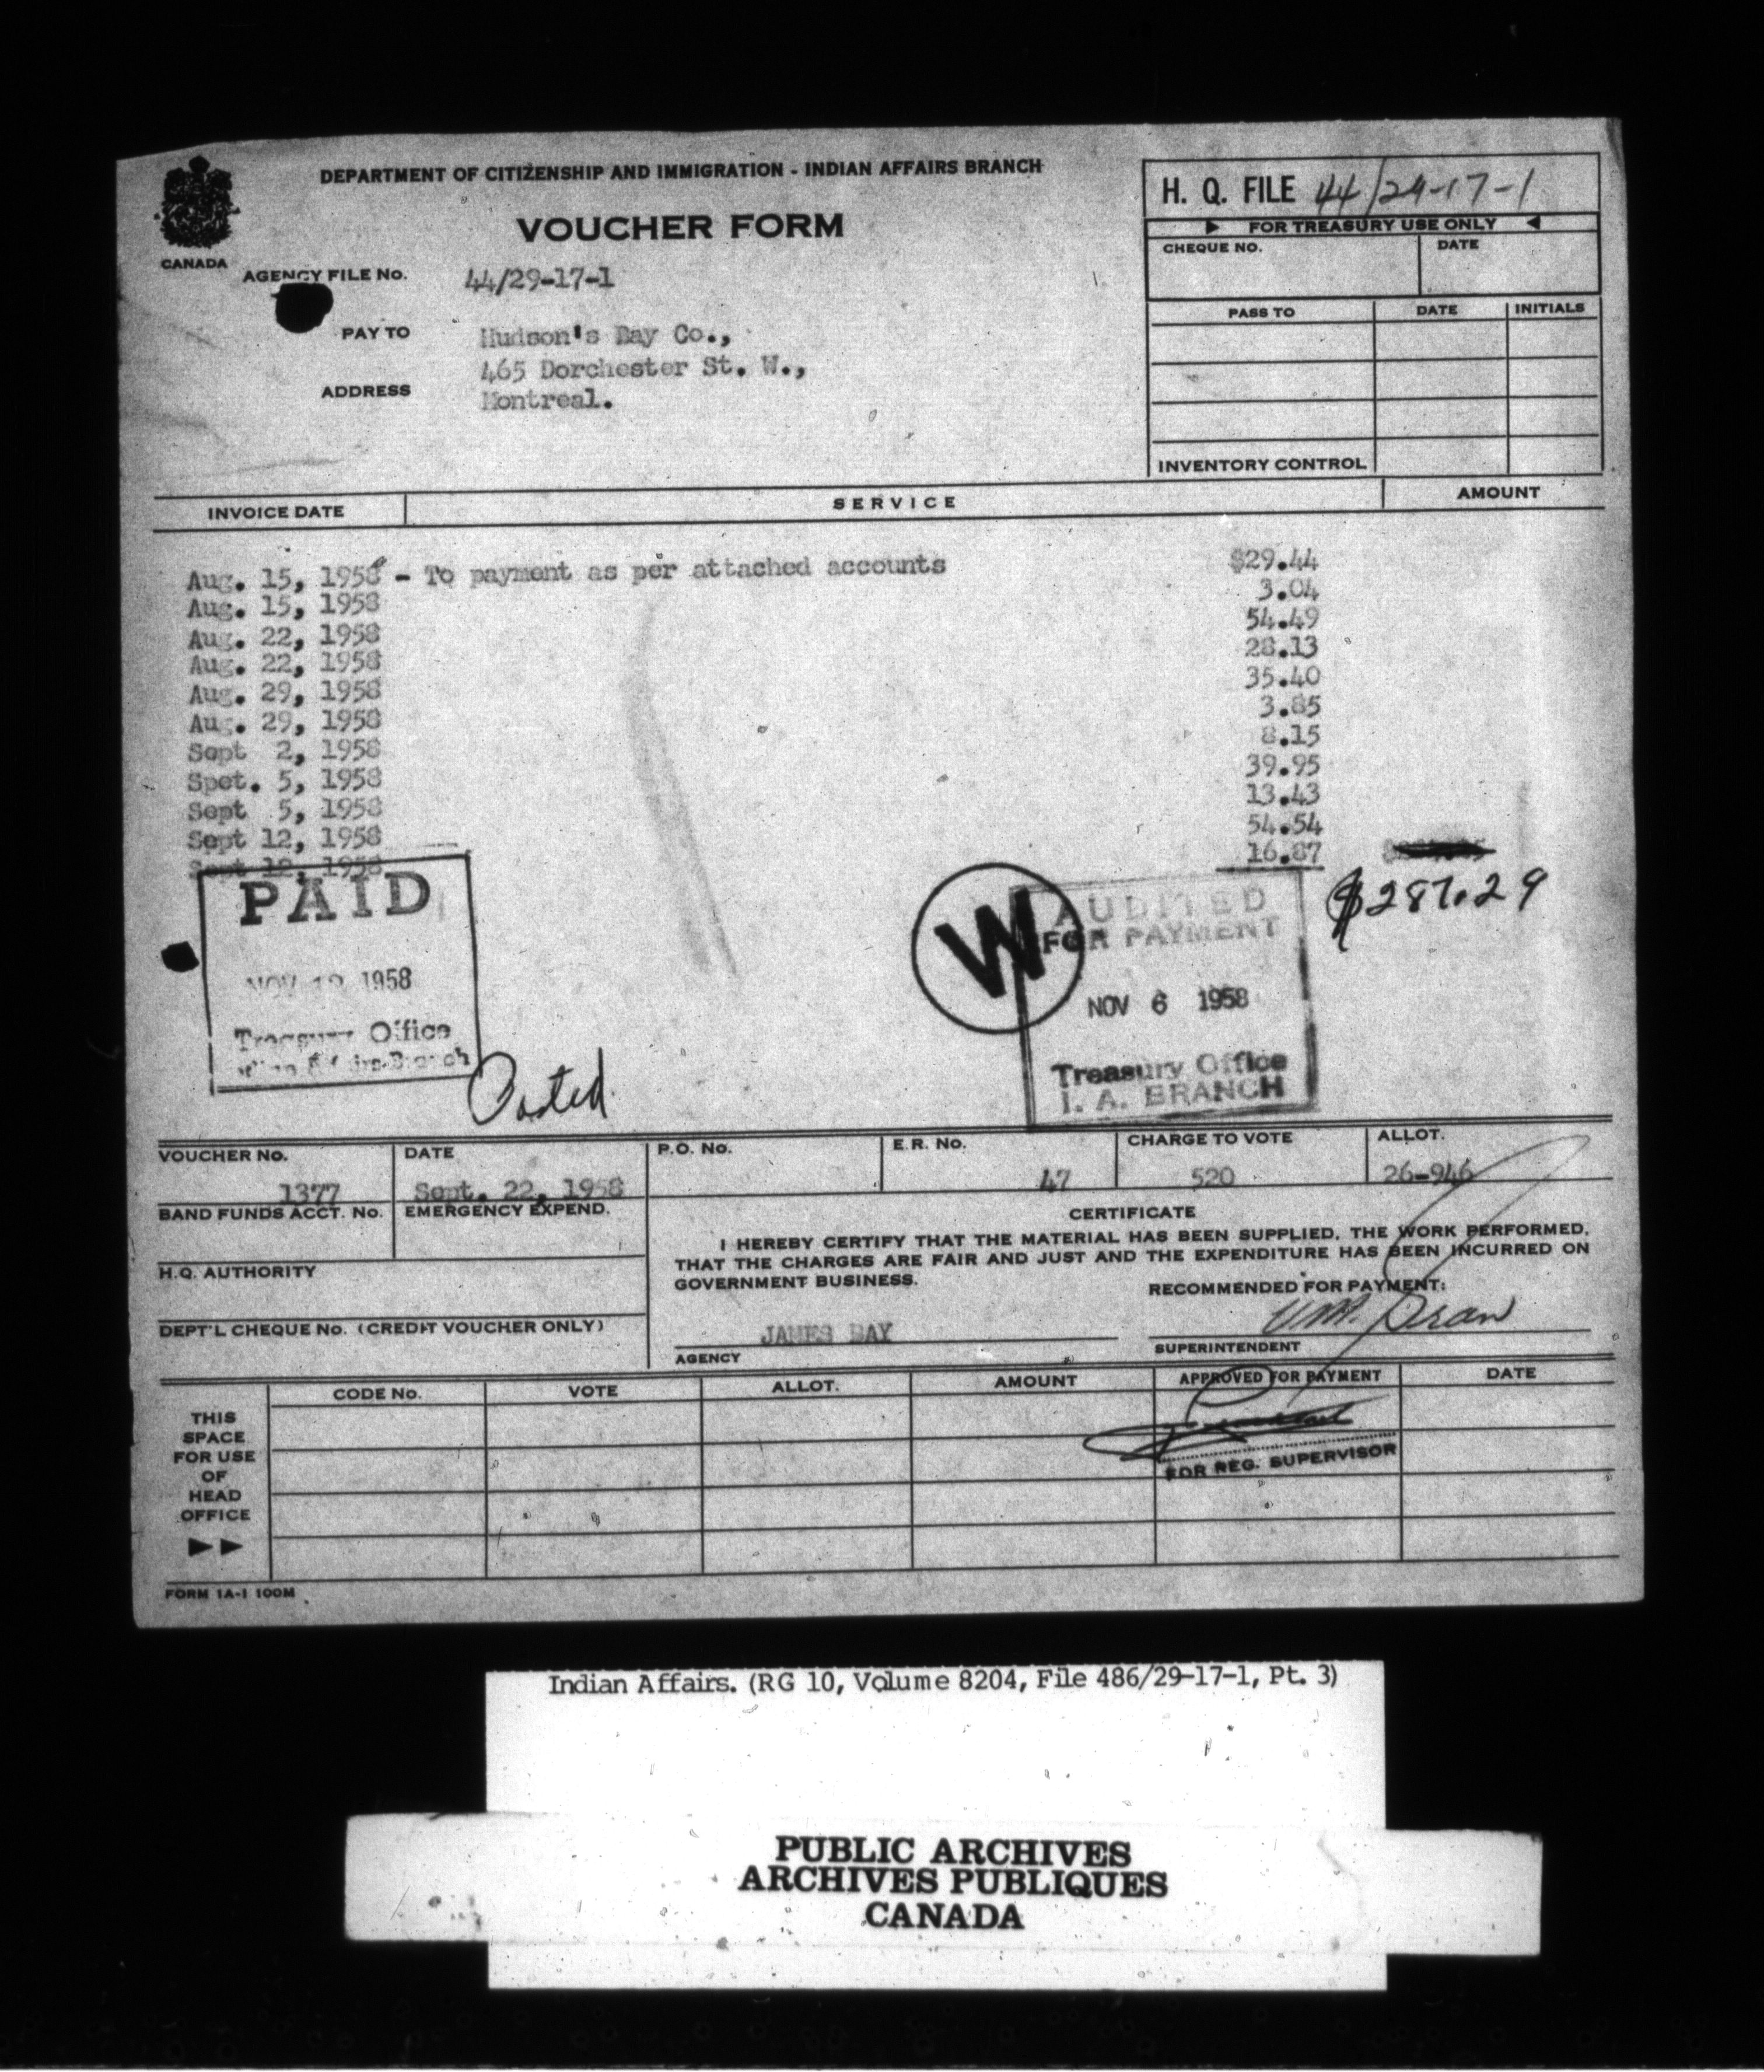 DEPARTMENT OF CITIZENSHIP AND IMMIGRATION - INDIAN AFFAIRS BRANCH
VOUCHER FORM
CANADA
AGENCY FILE No. 44/29-17-1
PAY TO Hudson's Bay Co.,
465 Dorchester St. W.,
ADDRESS Montreal.
H. Q. FILE 44/29-17-1
FOR TREASURY USE ONLY
CHEQUE NO. DATE
PASS TO DATE INITIALS
INVENTORY CONTROL
INVOICE DATE SERVICE AMOUNT
Aug. 15, 1958 - To payment as per attached accounts $29.44
Aug. 15, 1958 3.04
Aug. 22, 1958 54.49
Aug. 22, 1958 28.13
Aug. 29, 1958 35.40
Aug. 29, 1958 3.85
Sept 2, 1958 8.15
Spet. 5, 1958 39.95
Sept 5, 1958 13.43
Sept 12, 1958 54.54
Sept 12, 1958 16.87
$287.29
PAID
NOV 1958
Treasury Office
Indian Affairs Branch
Posted
W
AUDITED
FOR PAYMENT
NOV 6 1958
Treasury Office
I. A. BRANCH
VOUCHER No. DATE P.O. No. E.R. No. CHARGE TO VOTE ALLOT.
1377 Sept. 22, 1958 47 520 26-946
BAND FUNDS ACCT. No. EMERGENCY EXPEND.
H.Q. AUTHORITY
DEPT'L CHEQUE No. (CREDIT VOUCHER ONLY)
CERTIFICATE
I HEREBY CERTIFY THAT THE MATERIAL HAS BEEN SUPPLIED, THE WORK PERFORMED,
THAT THE CHARGES ARE FAIR AND JUST AND THE EXPENDITURE HAS BEEN INCURRED ON
GOVERNMENT BUSINESS.
RECOMMENDED FOR PAYMENT:
JAMES BAY
AGENCY SUPERINTENDENT
CODE No. VOTE ALLOT. AMOUNT APPROVED FOR PAYMENT DATE
THIS
SPACE
FOR USE
OF
HEAD
OFFICE
FOR REG. SUPERVISOR
FORM 1A-1 100M
Indian Affairs. (RG 10, Volume 8204, File 486/29-17-1, Pt. 3)
PUBLIC ARCHIVES
ARCHIVES PUBLIQUES
CANADA